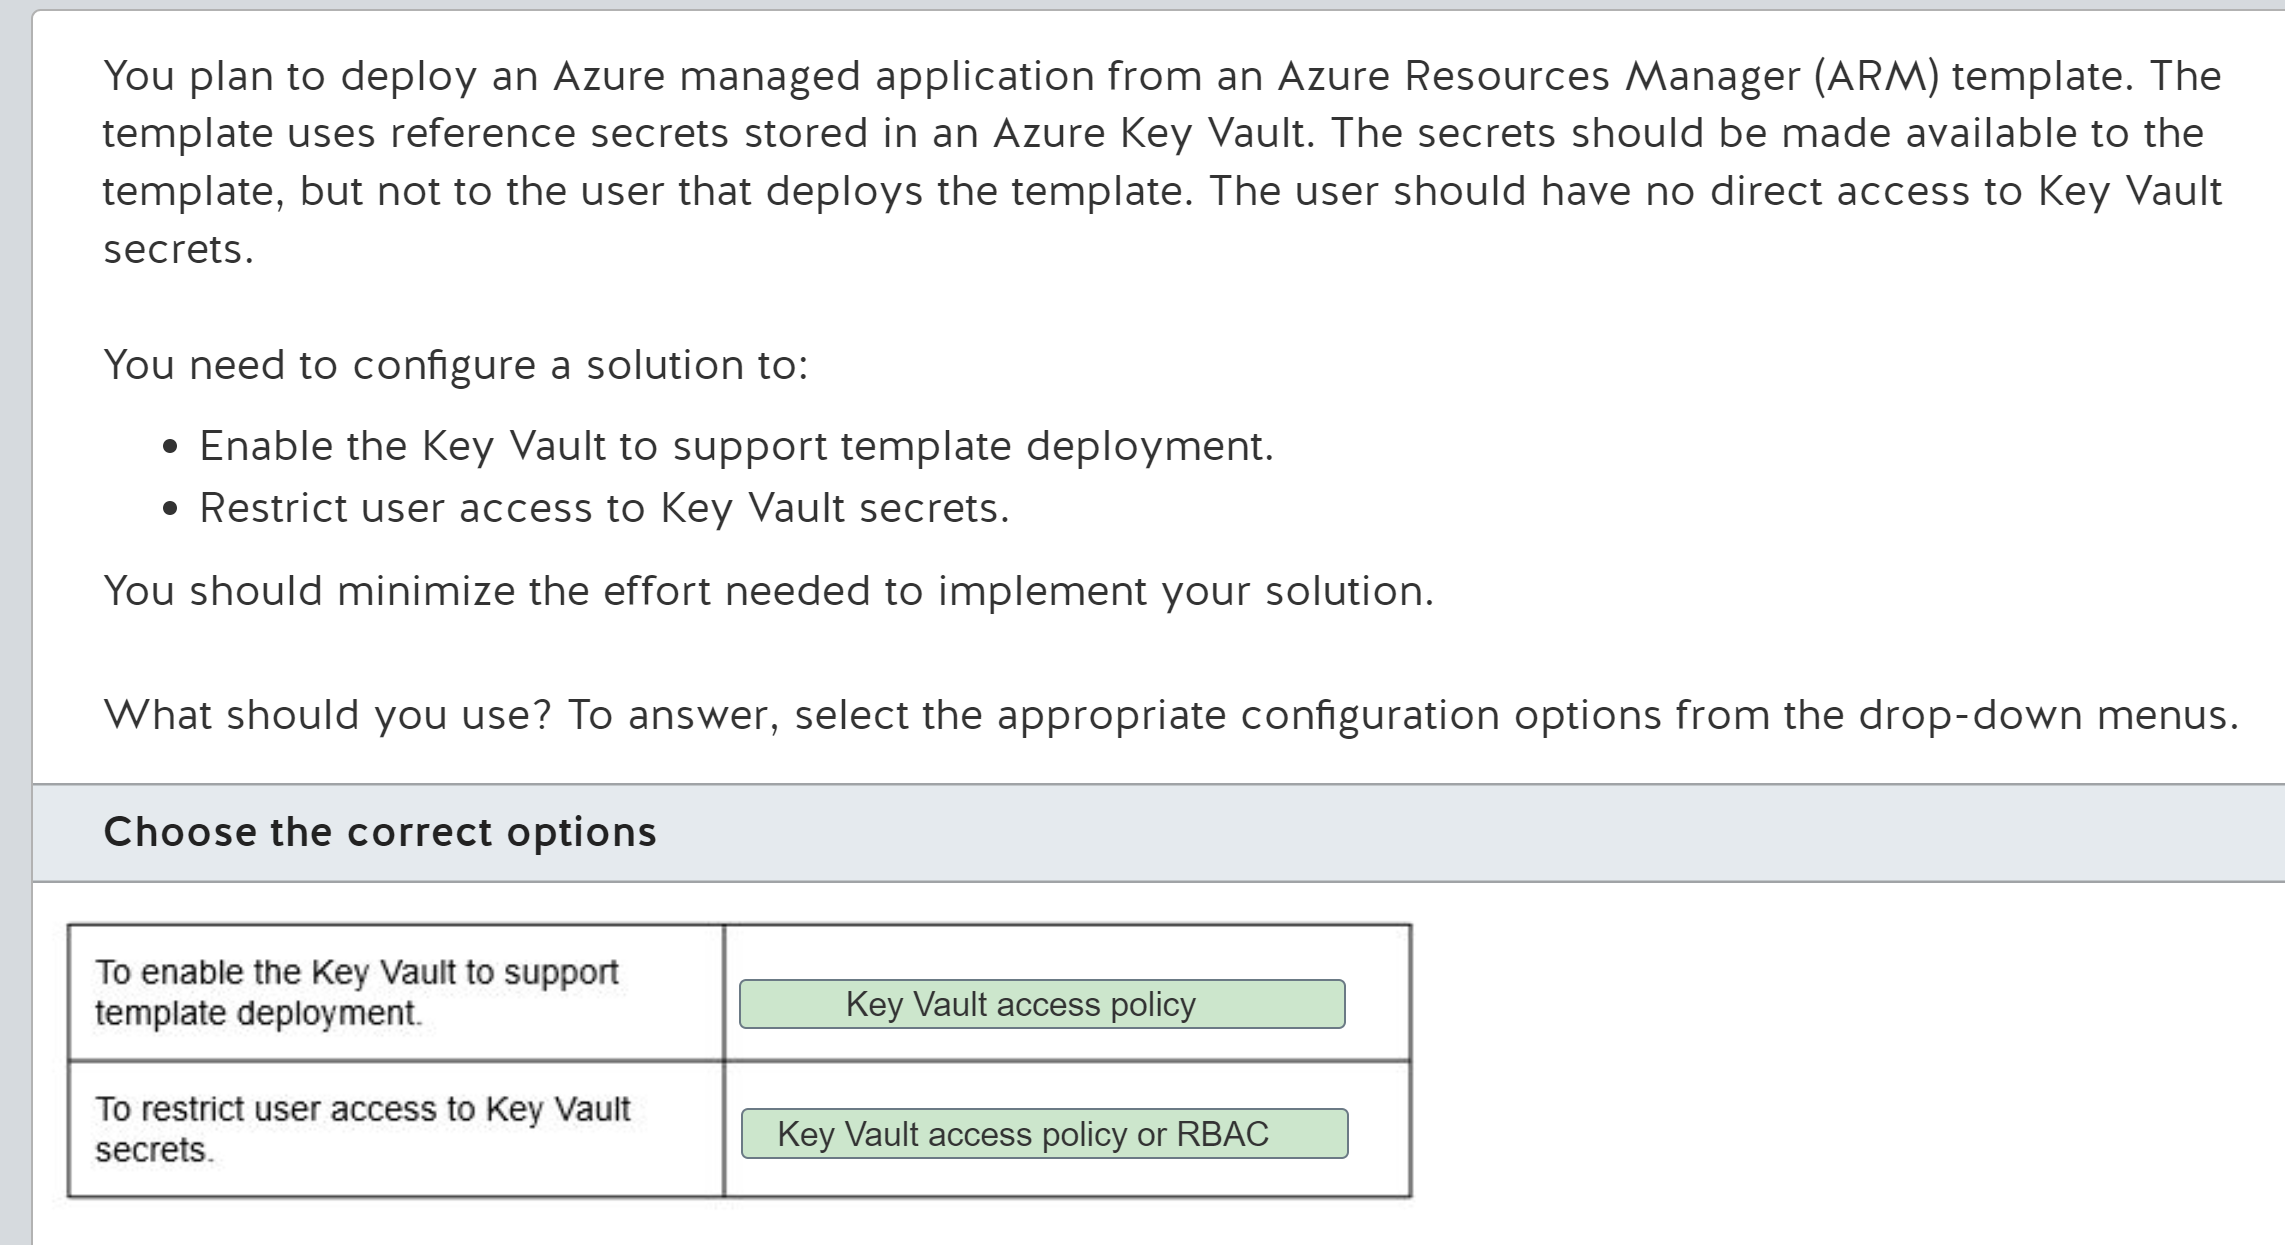 You plan to deploy an Azure managed application from an Azure Resources Manager (ARM) template. The
template uses reference secrets stored in an Azure Key Vault. The secrets should be made available to the
template, but not to the user that deploys the template. The user should have no direct access to Key Vault
secrets.
You need to configure a solution to:
• Enable the Key Vault to support template deployment.
• Restrict user access to Key Vault secrets.
You should minimize the effort needed to implement your solution.
What should you use? To answer, select the appropriate configuration options from the drop-down menus.
Choose the correct options
To enable the Key Vault to support
template deployment.
Key Vault access policy
To restrict user access to Key Vault
secrets.
Key Vault access policy or RBAC